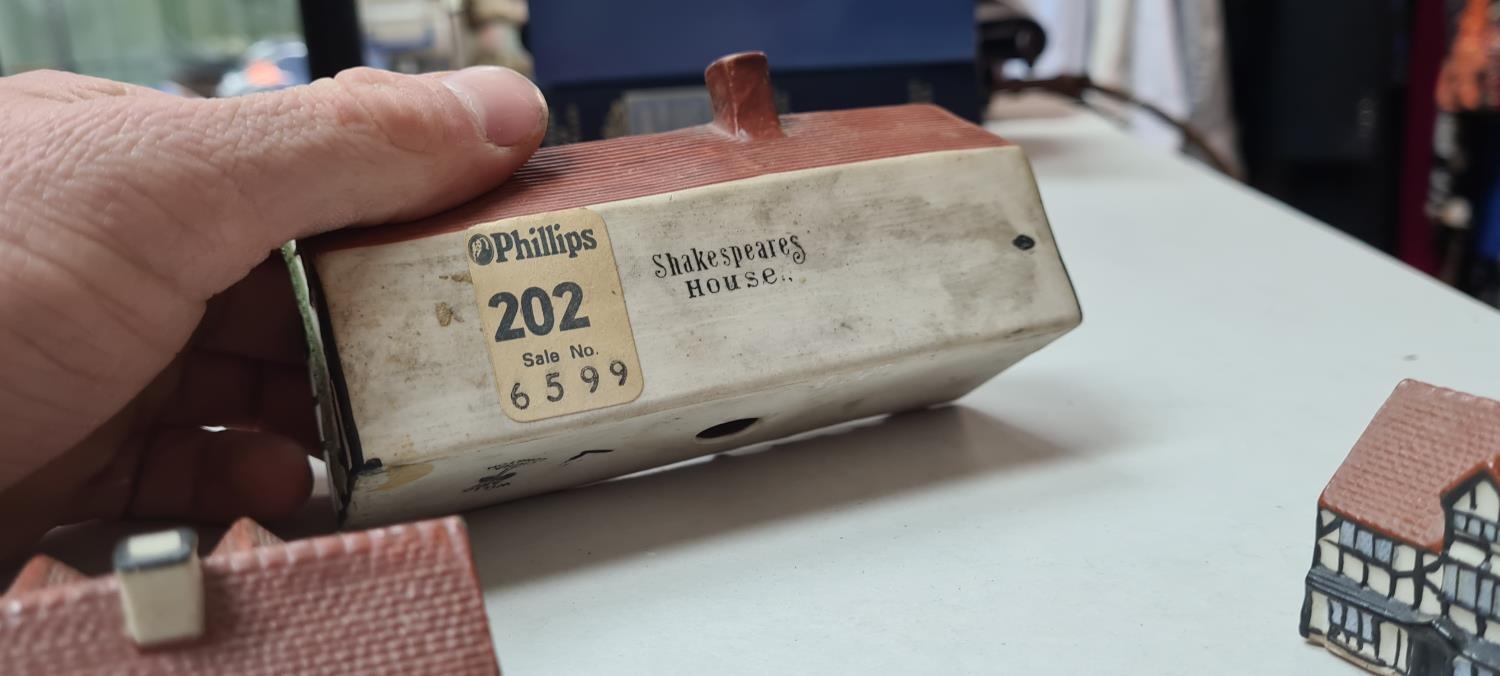 Phillips
202
Sale No.
6599
Shakespeares
House.